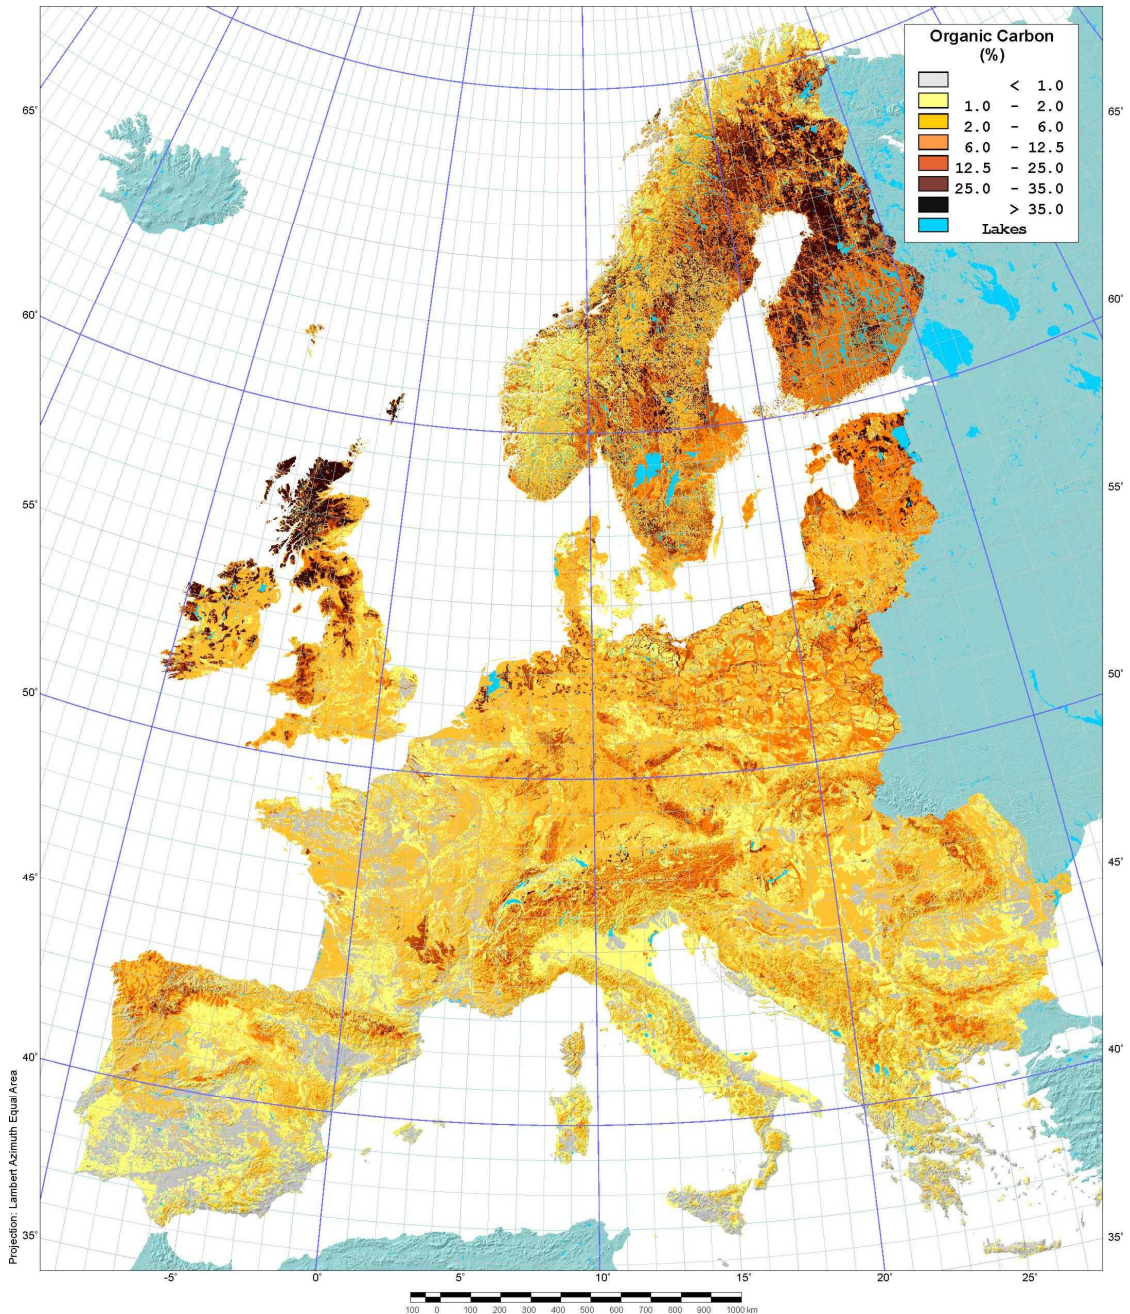 Organic Carbon
(%)
< 1.0
1.0 - 2.0
2.0 - 6.0
6.0 - 12.5
12.5 - 25.0
25.0 - 35.0
> 35.0
Lakes
65°
65°
60°
60°
55°
55°
50°
50°
45°
45°
40°
40°
35°
35°
Projection: Lambert Azimuth Equal Area
-5°
0°
5°
10°
15°
20°
25°
100 0 100 200 300 400 500 600 700 800 900 1000 km